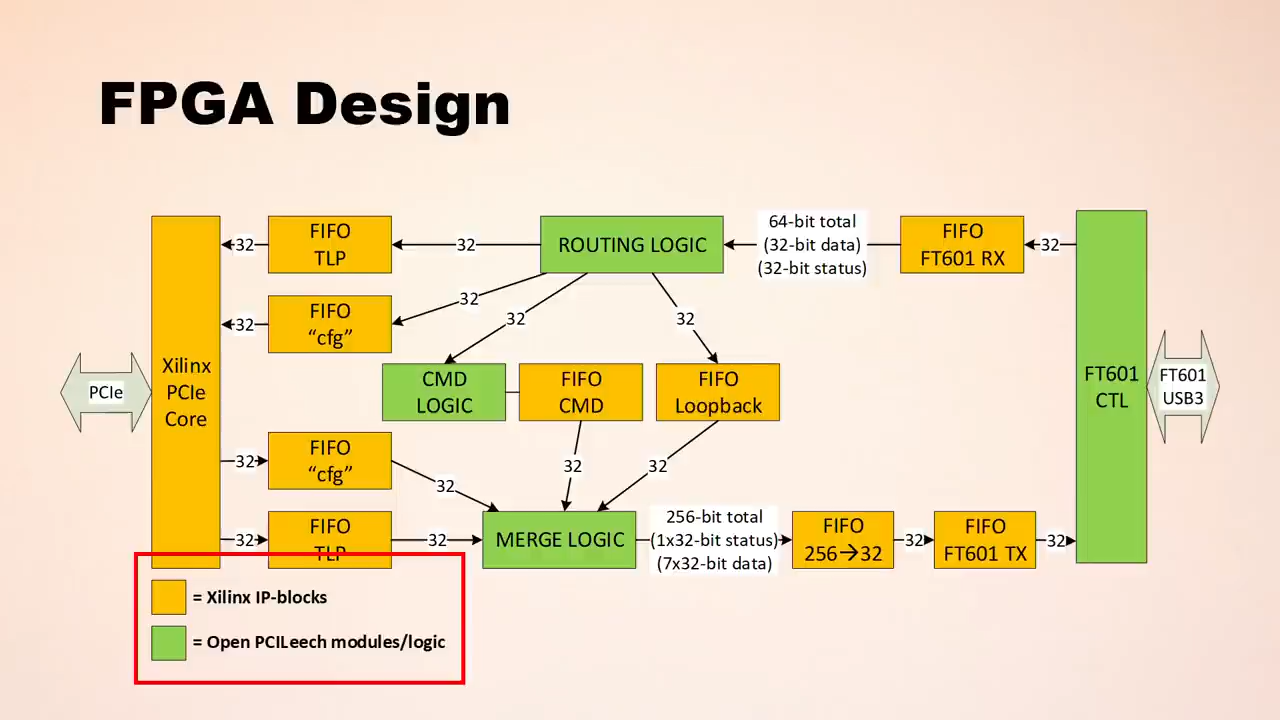 FPGA Design
32
FIFO
TLP
32
ROUTING LOGIC
64-bit total
(32-bit data)
(32-bit status)
FIFO
FT601 RX
32
32
FIFO
“cfg”
32
32
32
PCIe
Xilinx
PCIe
Core
CMD
LOGIC
FIFO
CMD
FIFO
Loopback
FT601
CTL
FT601
USB3
32
FIFO
“cfg”
32
32
32
32
FIFO
TLP
32
MERGE LOGIC
256-bit total
(1x32-bit status)
(7x32-bit data)
FIFO
256→32
32
FIFO
FT601 TX
32
= Xilinx IP-blocks
= Open PCILeech modules/logic